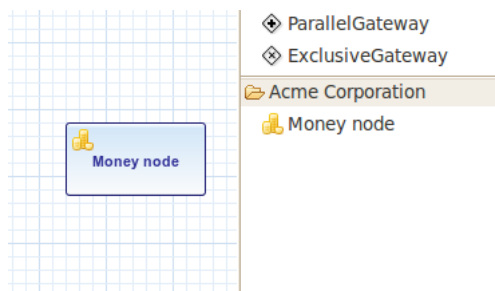 ParallelGateway
ExclusiveGateway
Acme Corporation
Money node
Money node